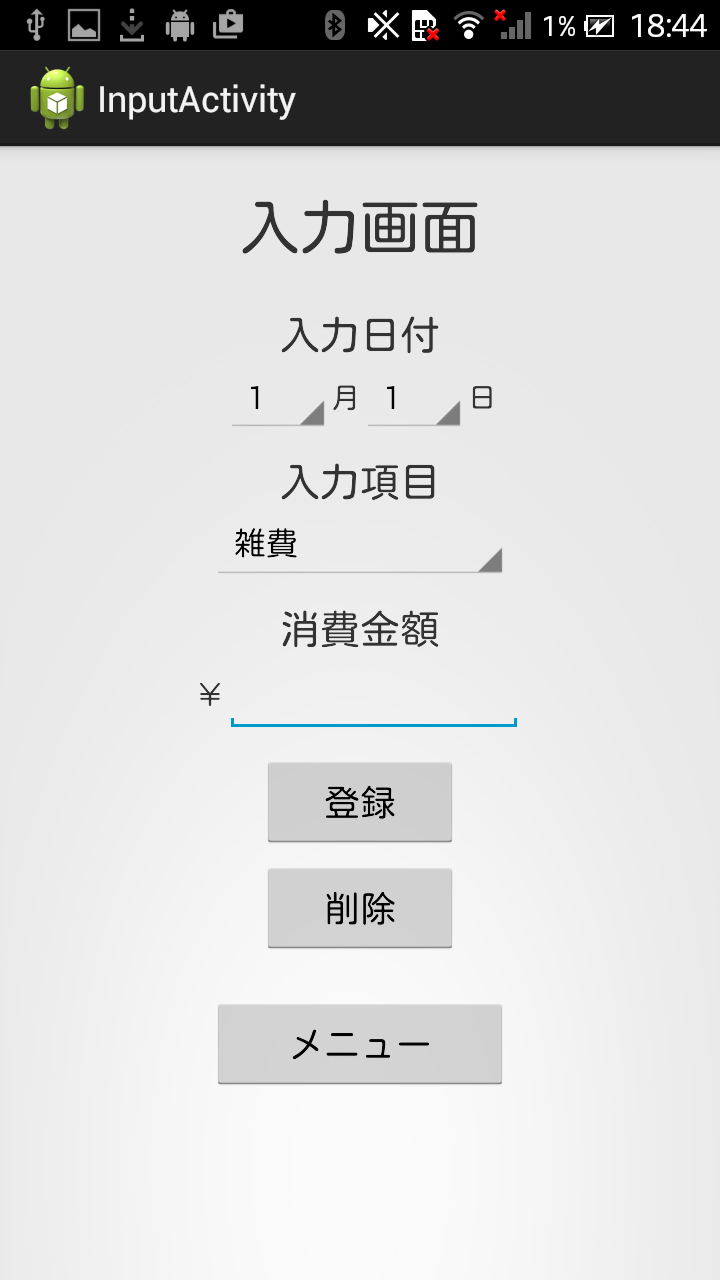 1% 18:44
InputActivity
入力画面
入力日付
1 月 1 日
入力項目
雑費
消費金額
¥
登録
削除
メニュー